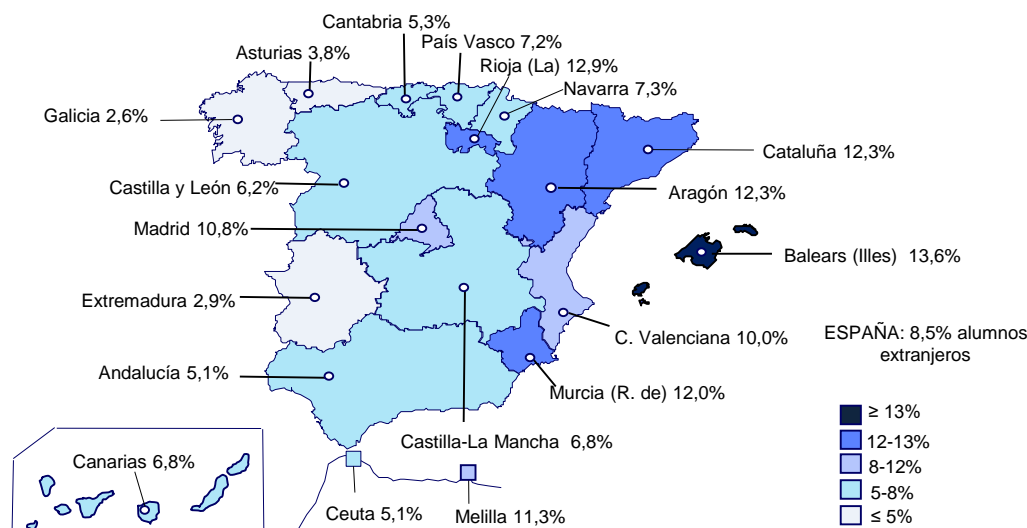 Cantabria 5,3%
País Vasco 7,2%
Asturias 3,8%
Rioja (La) 12,9%
Navarra 7,3%
Galicia 2,6%
Cataluña 12,3%
Castilla y León 6,2%
Aragón 12,3%
Madrid 10,8%
Balears (Illes) 13,6%
Extremadura 2,9%
C. Valenciana 10,0%
ESPAÑA: 8,5% alumnos
extranjeros
Andalucía 5,1%
Murcia (R. de) 12,0%
≥ 13%
12-13%
8-12%
5-8%
≤ 5%
Castilla-La Mancha 6,8%
Canarias 6,8%
Ceuta 5,1%
Melilla 11,3%